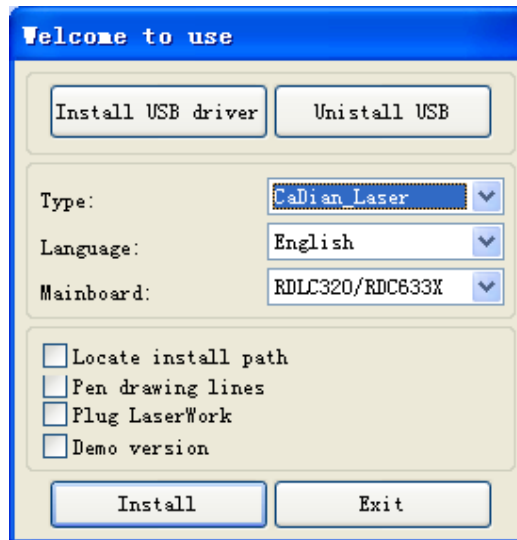 Welcome to use
Install USB driver Unistall USB
Type: CaDian_Laser
Language: English
Mainboard: RDLC320/RDC633X
Locate install path
Pen drawing lines
Plug LaserWork
Demo version
Install Exit